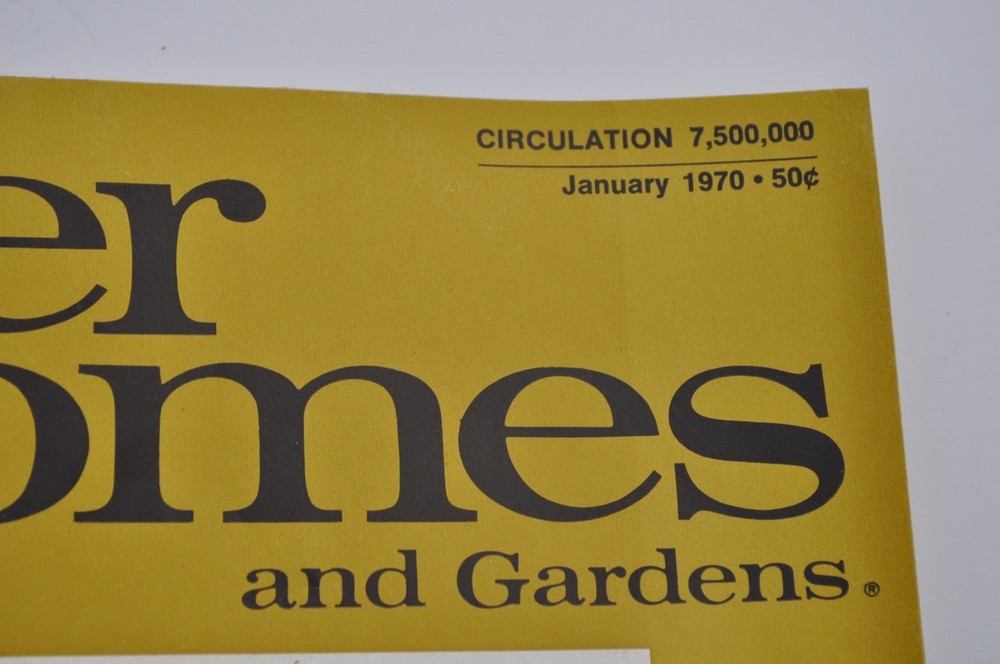 CIRCULATION 7,500,000
January 1970 • 50¢
er
omes
and Gardens®